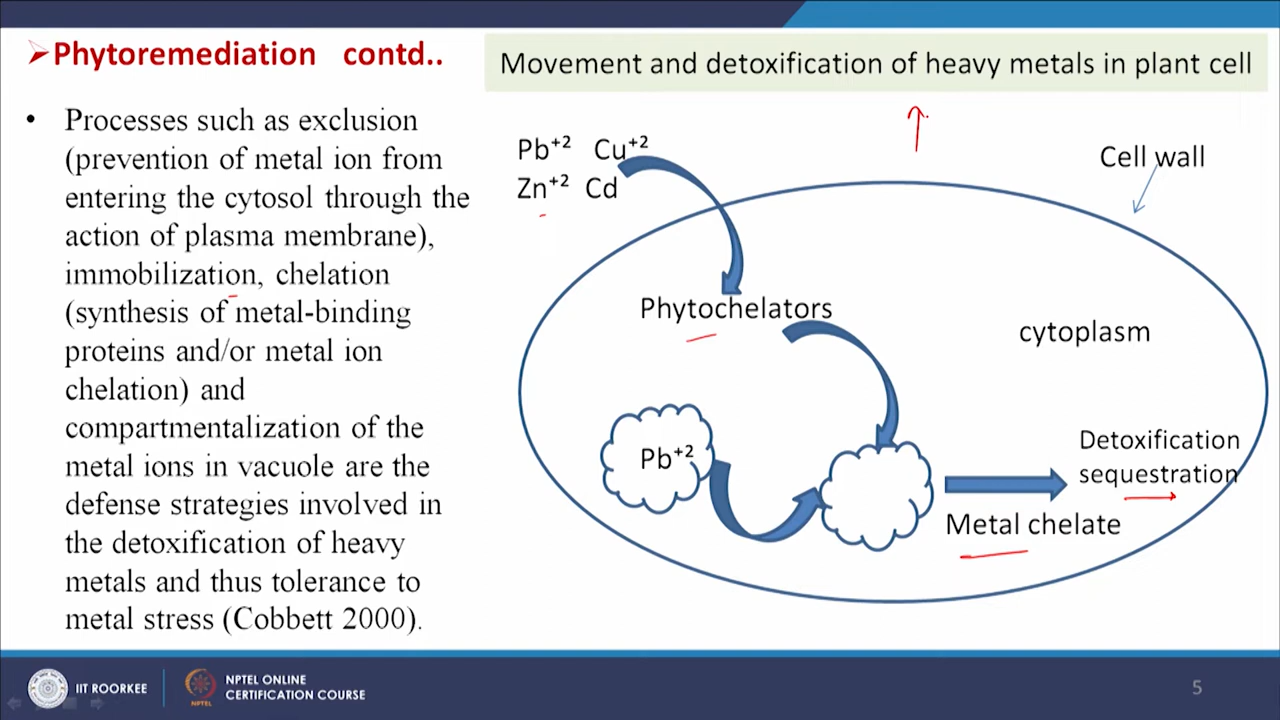 Phytoremediation contd..
Movement and detoxification of heavy metals in plant cell
• Processes such as exclusion
(prevention of metal ion from
entering the cytosol through the
action of plasma membrane),
immobilization, chelation
(synthesis of metal-binding
proteins and/or metal ion
chelation) and
compartmentalization of the
metal ions in vacuole are the
defense strategies involved in
the detoxification of heavy
metals and thus tolerance to
metal stress (Cobbett 2000).
Pb⁺² Cu⁺²
Zn⁺² Cd
Cell wall
Phytochelators
cytoplasm
Pb⁺²
Detoxification
sequestration
Metal chelate
IIT ROORKEE
NPTEL
NPTEL ONLINE
CERTIFICATION COURSE
5